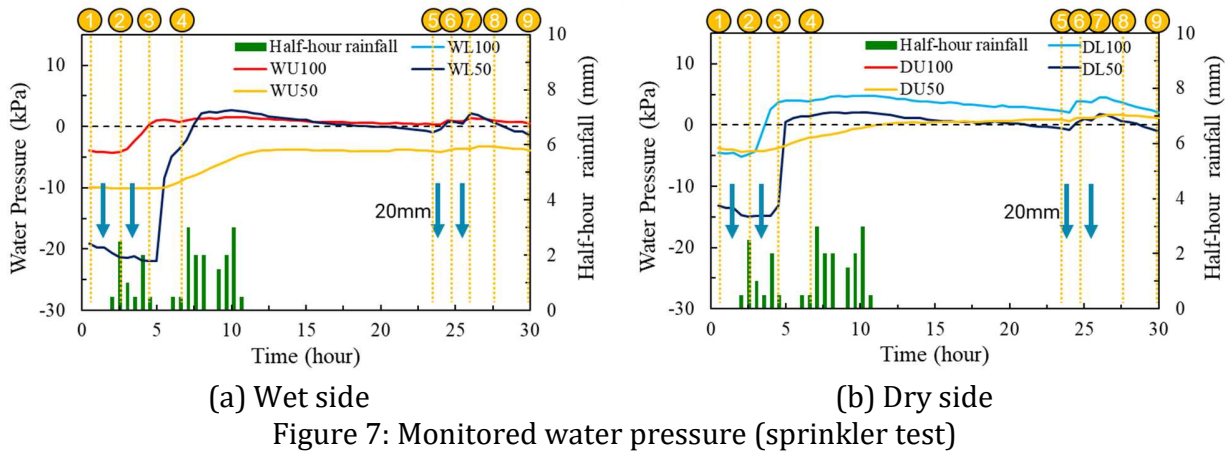 1 2 3 4 5 6 7 8 9
Half-hour rainfall WL100
WU100 WL50
WU50
Water Pressure (kPa)
10
0
-10
-20
-30
20mm
Half-hour rainfall (mm)
10
8
6
4
2
0
0 5 10 15 20 25 30
Time (hour)
(a) Wet side
1 2 3 4 5 6 7 8 9
Half-hour rainfall DL100
DU100 DL50
DU50
Water Pressure (kPa)
10
0
-10
-20
-30
20mm
Half-hour rainfall (mm)
10
8
6
4
2
0
0 5 10 15 20 25 30
Time (hour)
(b) Dry side
Figure 7: Monitored water pressure (sprinkler test)